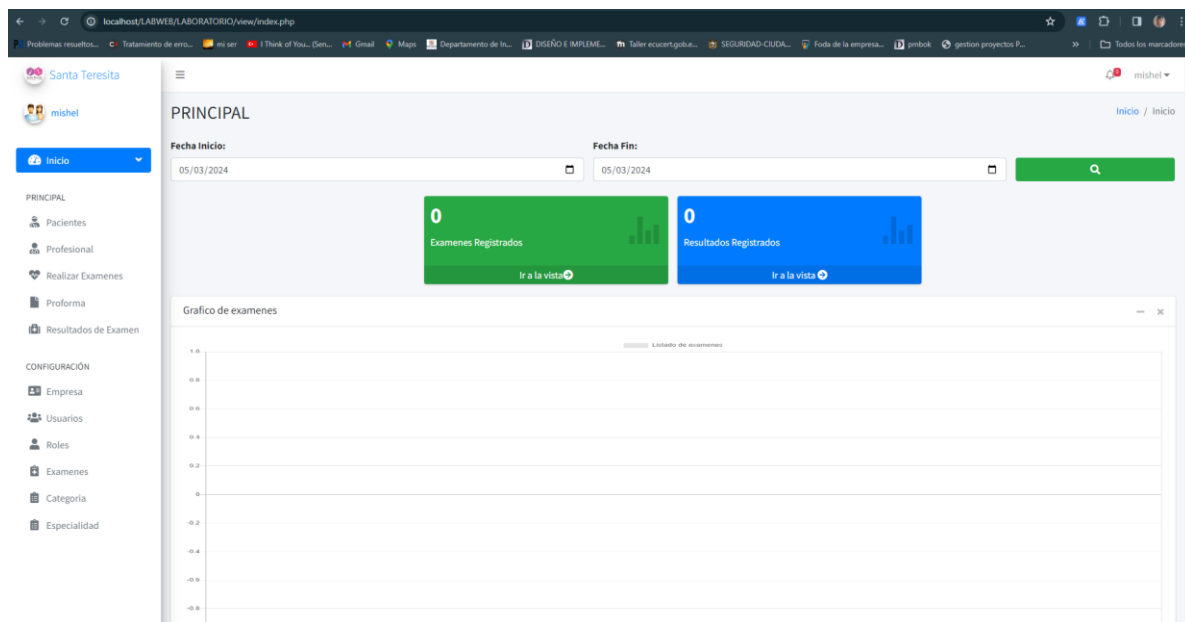 localhost/LABWEB/LABORATORIO/view/index.php
Problemas resueltos... Tratamiento de erro... mi ser I Think of You... (Sen... Gmail Maps Departamento de In... DISEÑO E IMPLEME... Taller ecucert.gob.e... SEGURIDAD-CIUDA... Foda de la empresa... pmbok gestion proyectos P... » Todos los marcadores
Santa Teresita
mishel
mishel
PRINCIPAL
Inicio / Inicio
Fecha Inicio:
Fecha Fin:
Inicio
05/03/2024
05/03/2024
PRINCIPAL
Pacientes
Profesional
Realizar Examenes
Proforma
Resultados de Examen
CONFIGURACIÓN
Empresa
Usuarios
Roles
Examenes
Categoria
Especialidad
0
Examenes Registrados
Ir a la vista
0
Resultados Registrados
Ir a la vista
Grafico de examenes
Listado de examenes
1.0
0.8
0.6
0.4
0.2
0
-0.2
-0.4
-0.6
-0.8